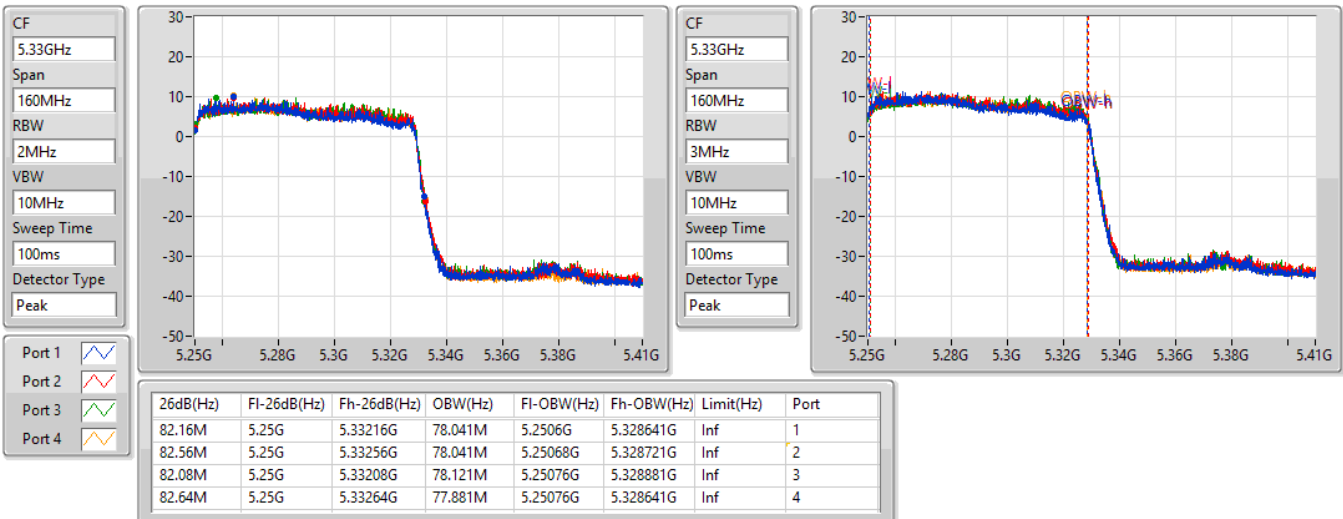 CF
5.33GHz
Span
160MHz
RBW
2MHz
VBW
10MHz
Sweep Time
100ms
Detector Type
Peak
30
20
10
0
-10
-20
-30
-40
-50
5.25G 5.28G 5.3G 5.32G 5.34G 5.36G 5.38G 5.41G
CF
5.33GHz
Span
160MHz
RBW
3MHz
VBW
10MHz
Sweep Time
100ms
Detector Type
Peak
30
20
10
0
-10
-20
-30
-40
-50
OBW-h
5.25G 5.28G 5.3G 5.32G 5.34G 5.36G 5.38G 5.41G
Port 1
Port 2
Port 3
Port 4
26dB(Hz) Fl-26dB(Hz) Fh-26dB(Hz) OBW(Hz) Fl-OBW(Hz) Fh-OBW(Hz) Limit(Hz) Port
82.16M 5.25G 5.33216G 78.041M 5.2506G 5.328641G Inf 1
82.56M 5.25G 5.33256G 78.041M 5.25068G 5.328721G Inf 2
82.08M 5.25G 5.33208G 78.121M 5.25076G 5.328881G Inf 3
82.64M 5.25G 5.33264G 77.881M 5.25076G 5.328641G Inf 4